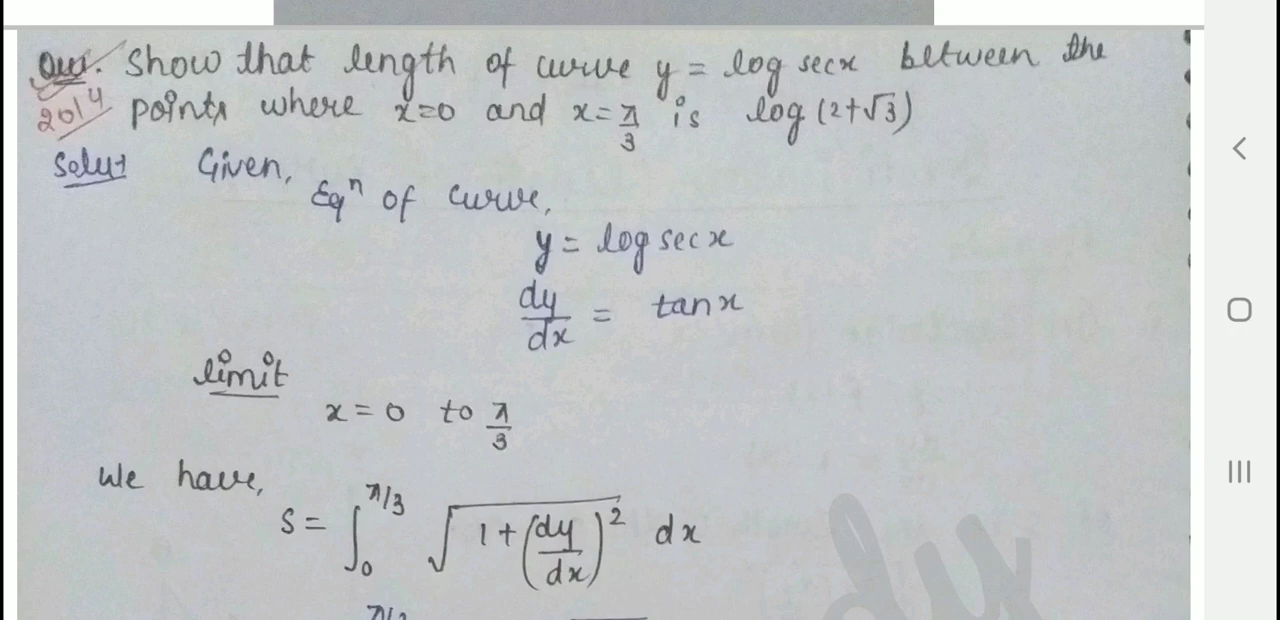 Ques. Show that length of curve y = log secx between the
2014 points where x=0 and x=π/3 is log (2+√3)
Solut Given,
Eqⁿ of curve,
y = log secx
dy/dx = tanx
limit
x = 0 to π/3
We have,
S = ∫₀^π/3 √1+(dy/dx)² dx